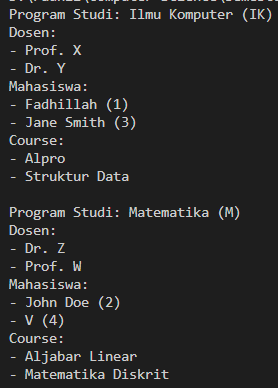 Program Studi: Ilmu Komputer (IK)
Dosen:
- Prof. X
- Dr. Y
Mahasiswa:
- Fadhillah (1)
- Jane Smith (3)
Course:
- Alpro
- Struktur Data
Program Studi: Matematika (M)
Dosen:
- Dr. Z
- Prof. W
Mahasiswa:
- John Doe (2)
- V (4)
Course:
- Aljabar Linear
- Matematika Diskrit